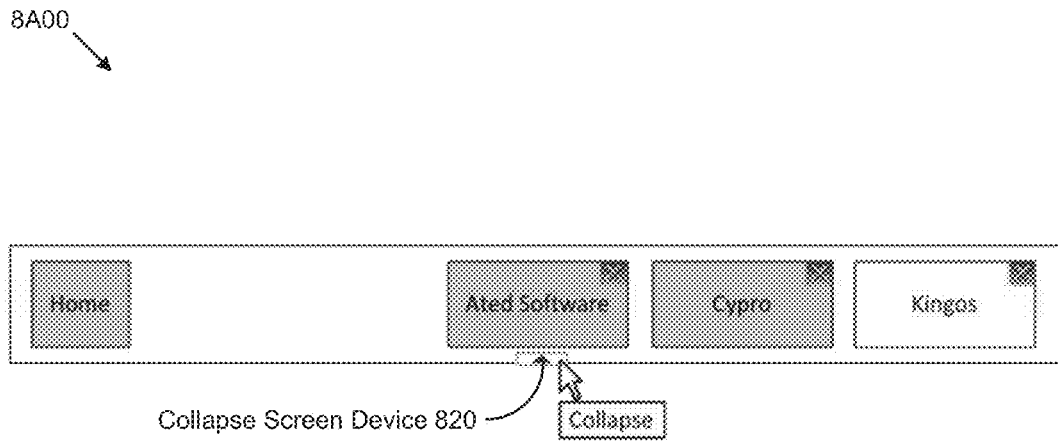 8A00
Home
Ated Software
Cypro
Kingos
Collapse Screen Device 820
Collapse